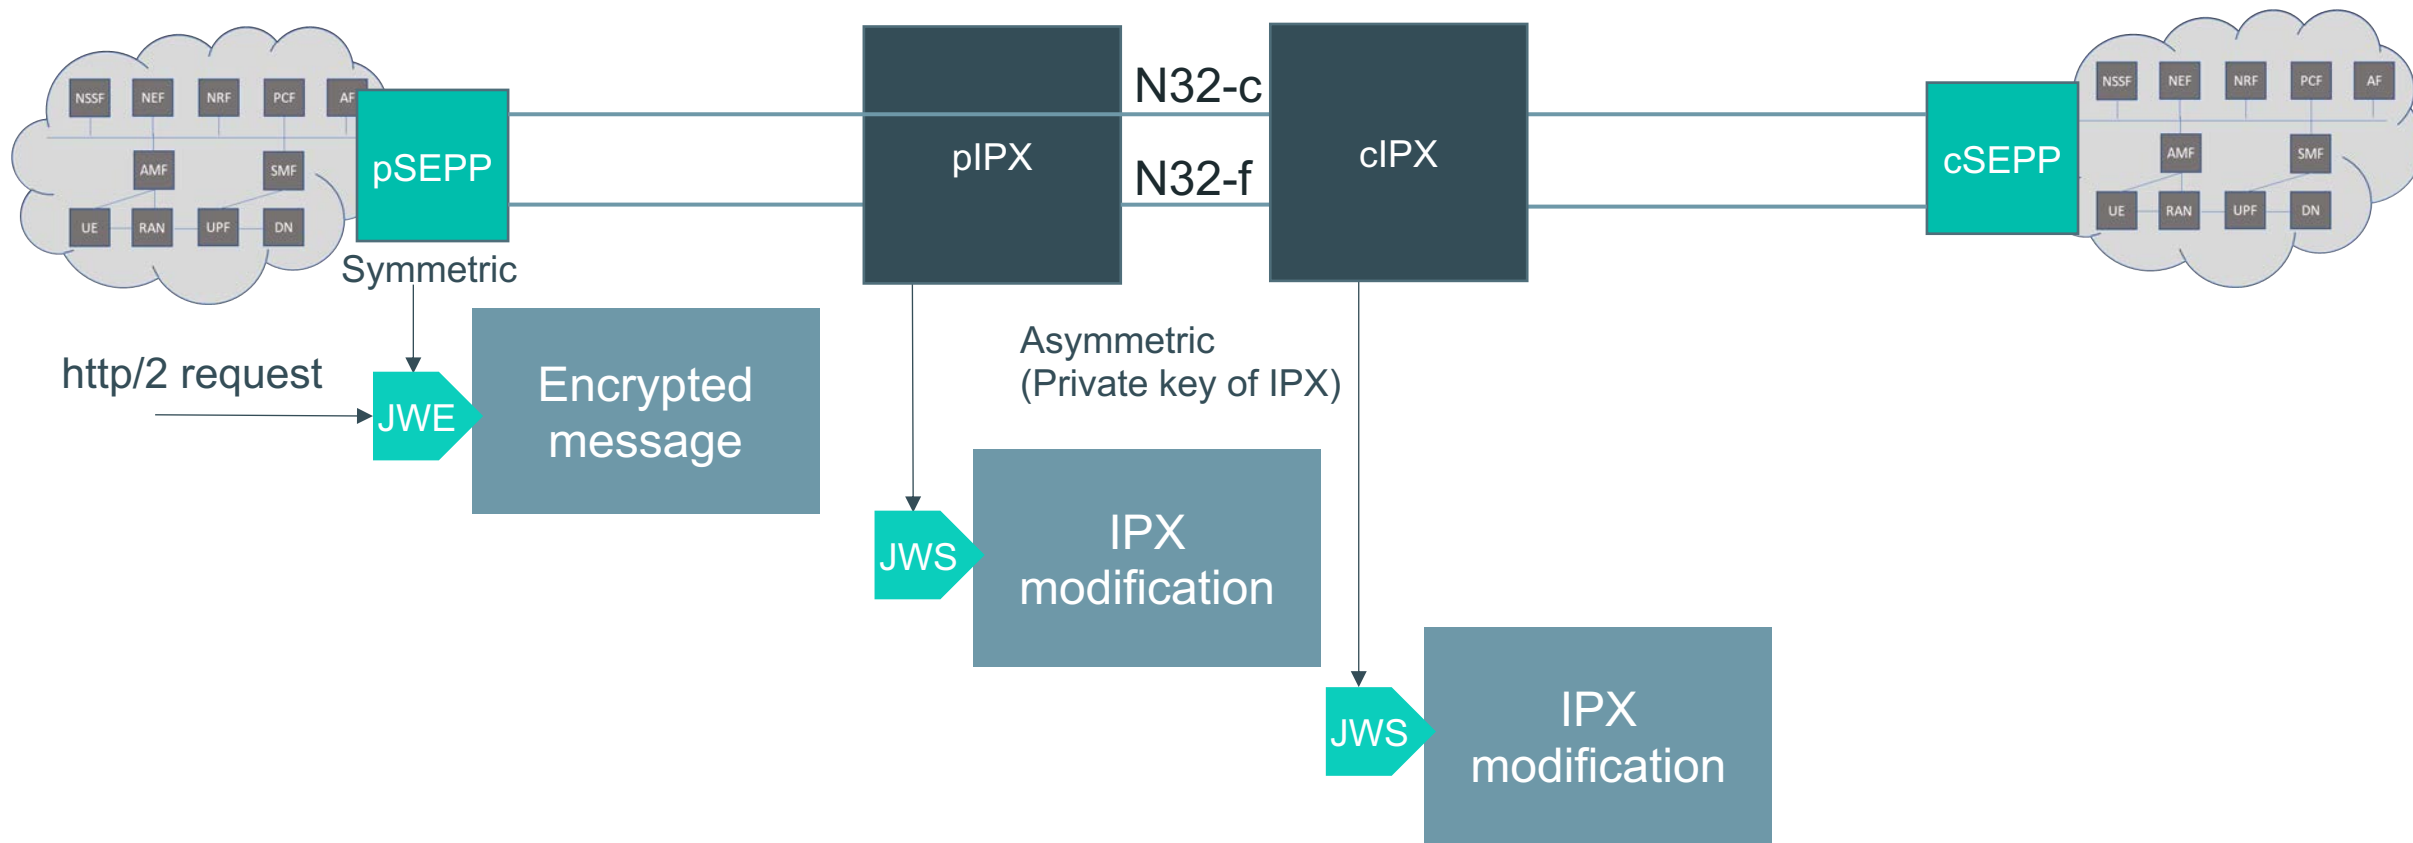 NSSF
NEF
NRF
PCF
AF
AMF
SMF
UE
RAN
UPF
DN
pSEPP
pIPX
N32-c
N32-f
cIPX
cSEPP
NSSF
NEF
NRF
PCF
AF
AMF
SMF
UE
RAN
UPF
DN
Symmetric
http/2 request
JWE
Encrypted
message
Asymmetric
(Private key of IPX)
JWS
IPX
modification
JWS
IPX
modification